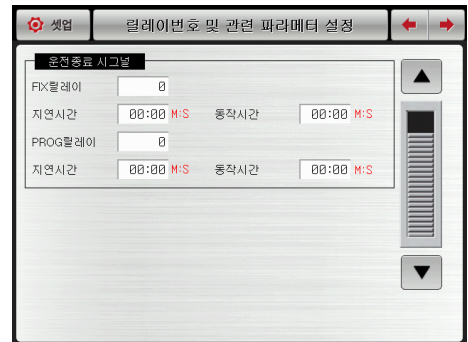 셋업 릴레이번호 및 관련 파라메터 설정
운전종료 시그널
FIX릴레이 0
지연시간 00:00 M:S 동작시간 00:00 M:S
PROG릴레이 0
지연시간 00:00 M:S 동작시간 00:00 M:S